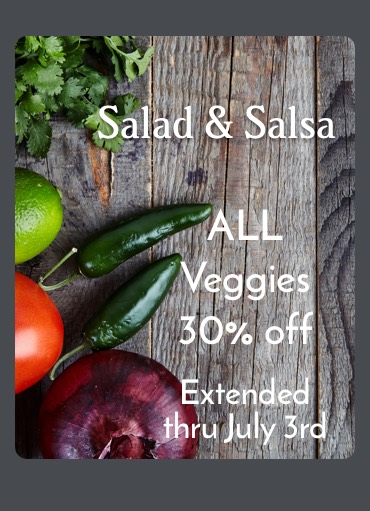 Salad & Salsa
ALL
Veggies
30% off
Extended
thru July 3rd